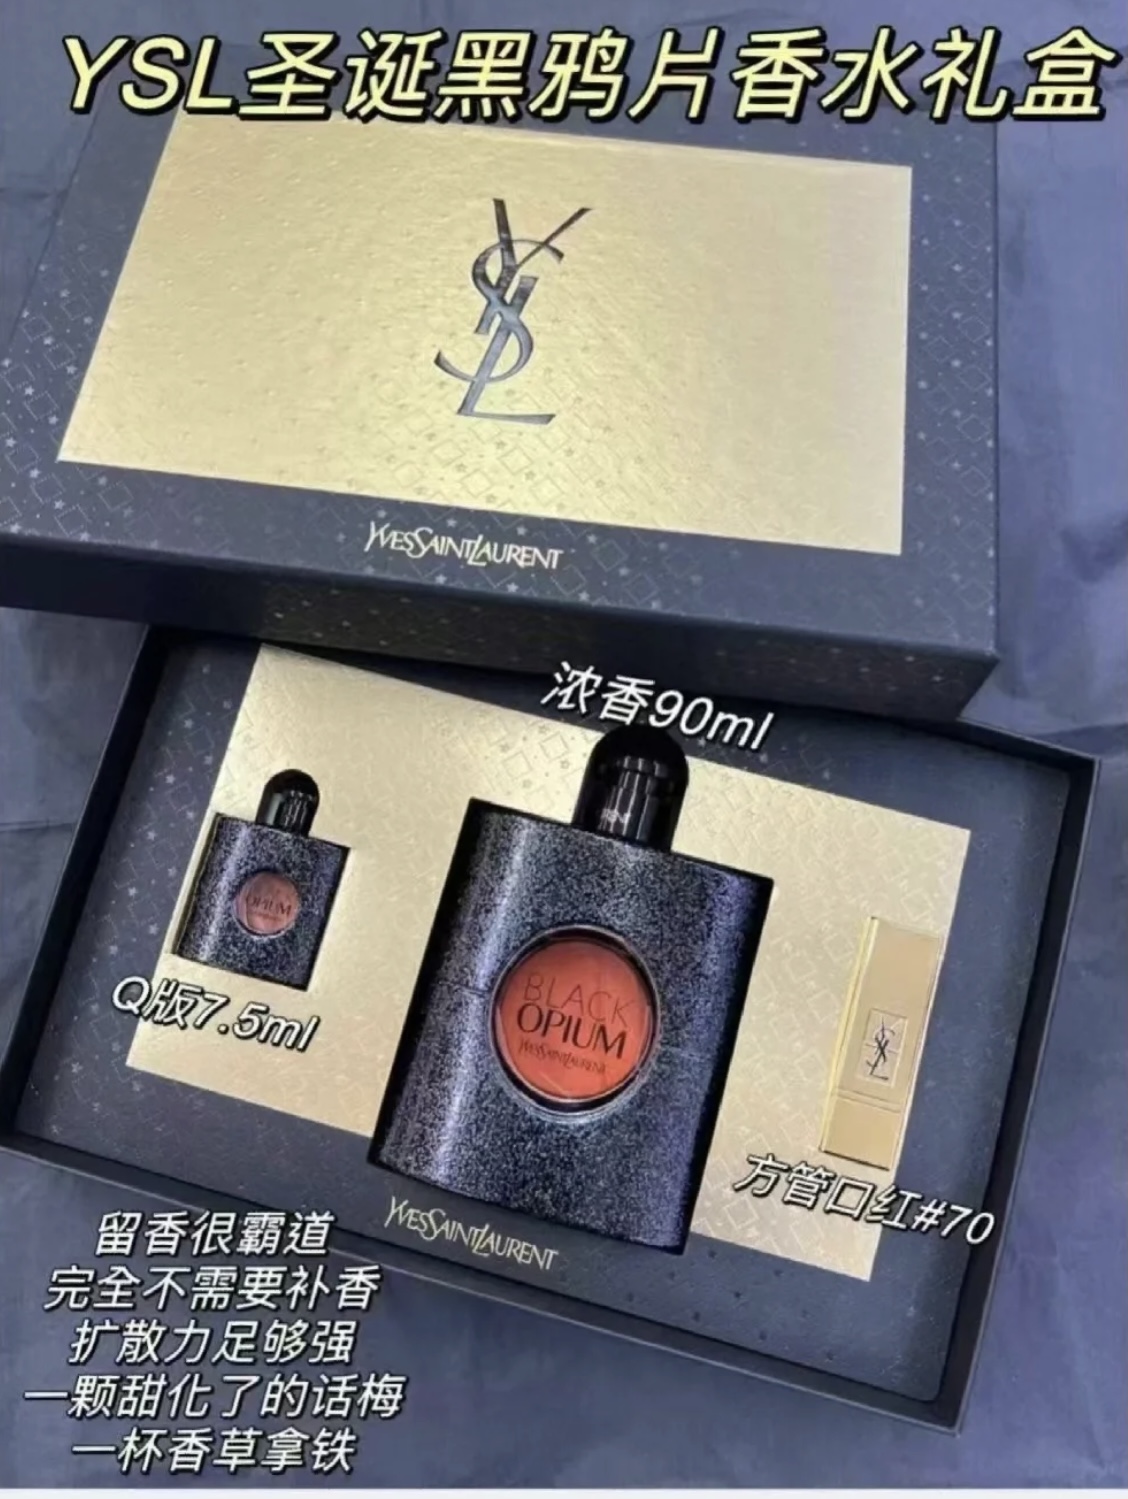 YSL圣诞黑鸦片香水礼盒
YSL
YVESSAINTLAURENT
浓香90ml
OPIUM
Q版7.5ml
BLACK
OPIUM
YVESSAINTLAURENT
YSL
方管口红#70
YVESSAINTLAURENT
留香很霸道
完全不需要补香
扩散力足够强
一颗甜化了的话梅
一杯香草拿铁